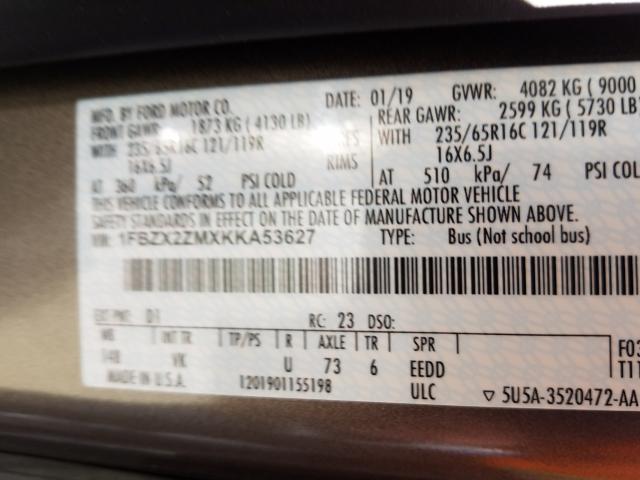 MFD. BY FORD MOTOR CO.
DATE: 01/19 GVWR: 4082 KG ( 9000
FRONT GAWR: 1873 KG ( 4130 LB)
REAR GAWR: 2599 KG ( 5730 LB
WITH 235/65R16C 121/119R
WITH 235/65R16C 121/119R
16X6.5J RIMS
16X6.5J
AT 360 kPa/ 52 PSI COLD
AT 510 kPa/ 74 PSI COL
CONFORMS TO ALL APPLICABLE FEDERAL MOTOR VEHICLE
SAFETY STANDARDS IN EFFECT ON THE DATE OF MANUFACTURE SHOWN ABOVE.
VIN: 1FBZX2ZMXKKA53627 TYPE: Bus (Not school bus)
EXT PNT: D1 RC: 23 DSO:
WB INT TR TP/PS R AXLE TR SPR
148 VK U 73 6 EEDD
F03
T11
MADE IN U.S.A. 1201901155198 ULC ▽ 5U5A-3520472-AA